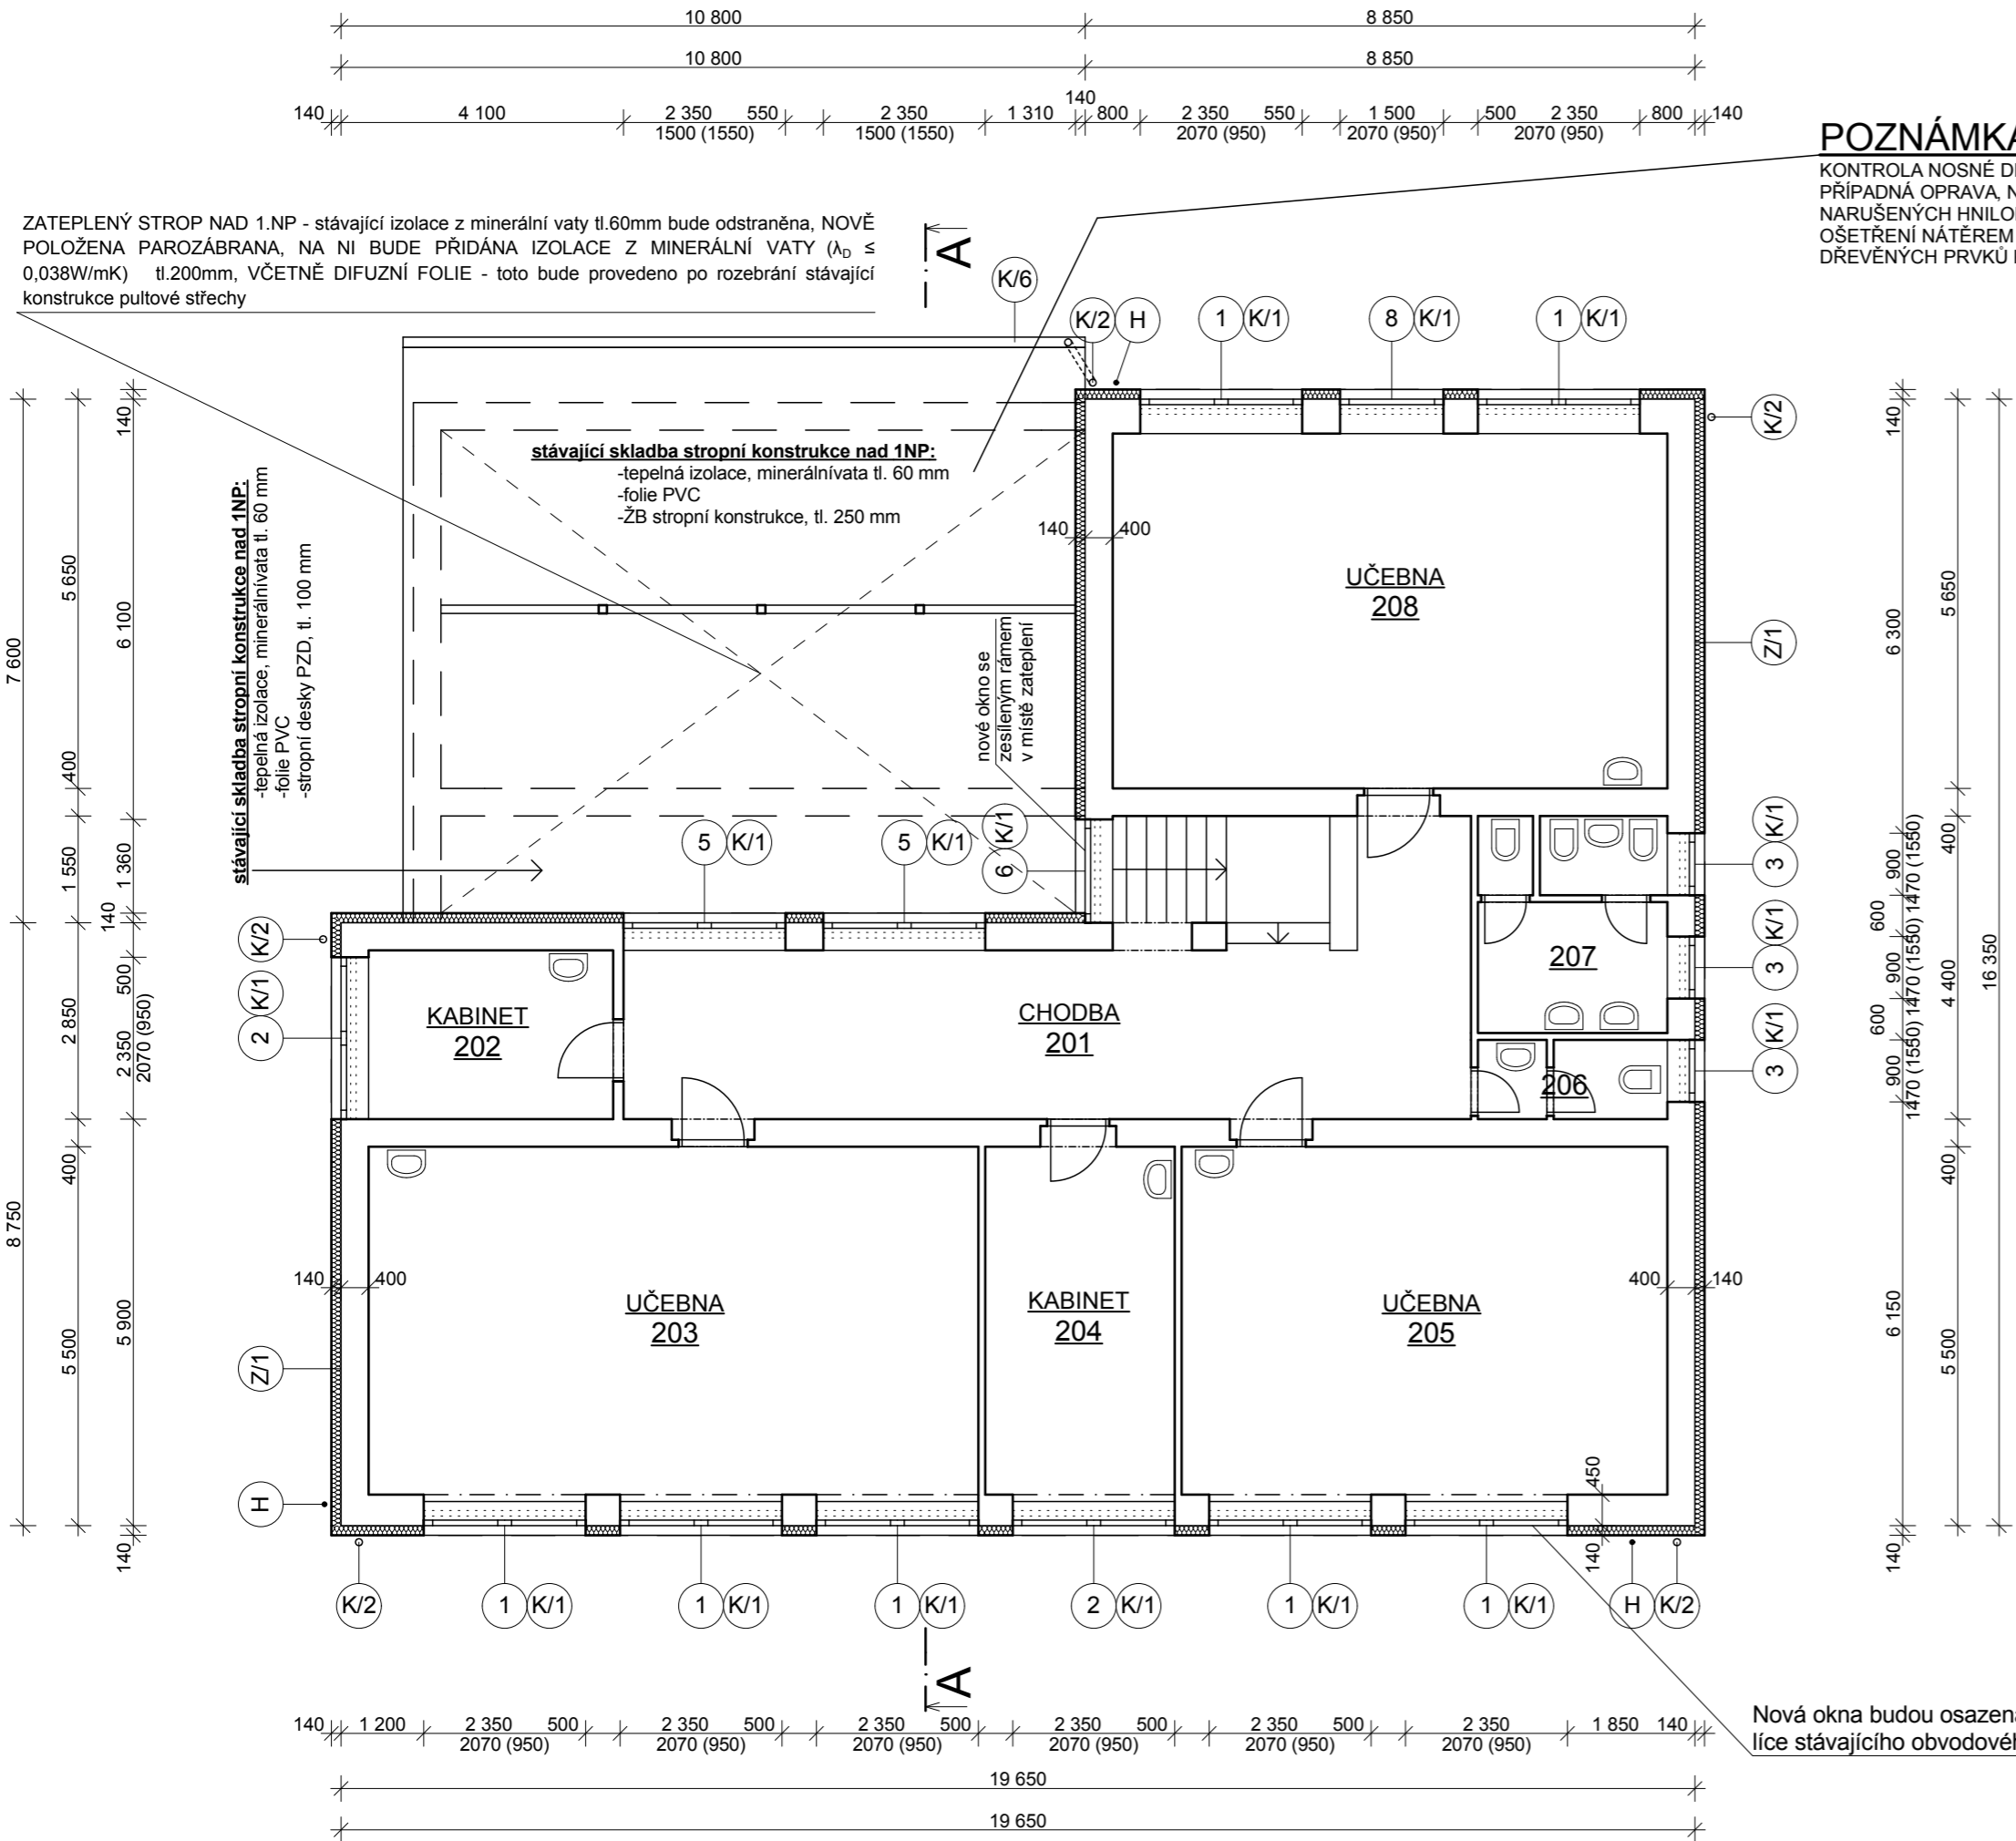 10 800
8 850
10 800
8 850
140
4 100
2 350
550
2 350
1 310
140
800
2 350
550
1 500
500
2 350
800
140
1500 (1550)
1500 (1550)
2070 (950)
2070 (950)
2070 (950)
POZNÁMKA
KONTROLA NOSNÉ
PŘÍPADNÁ OPRAVA,
NARUŠENÝCH
OŠETŘENÍ NÁTĚREM
DŘEVĚNÝCH PRVKŮ
ZATEPLENÝ STROP NAD 1.NP - stávající izolace z minerální vaty tl.60mm bude odstraněna, NOVĚ
POLOŽENA PAROZÁBRANA, NA NI BUDE PŘIDÁNA IZOLACE Z MINERÁLNÍ VATY (λD ≤
0,038W/mK) tl.200mm, VČETNĚ DIFUZNÍ FOLIE - toto bude provedeno po rozebrání stávající
konstrukce pultové střechy
A
K/6
K/2
H
1
K/1
8
K/1
1
K/1
K/2
stávající skladba stropní konstrukce nad 1NP:
-tepelná izolace, minerálnívata tl. 60 mm
-folie PVC
-ŽB stropní konstrukce, tl. 250 mm
stávající skladba stropní konstrukce nad 1NP:
-tepelná izolace, minerálnívata tl. 60 mm
-folie PVC
-stropní desky PZD, tl. 100 mm
140
400
UČEBNA
208
Z/1
nové okno se
zesíleným rámem
v místě zateplení
5
K/1
5
K/1
6
K/1
K/1
3
K/1
3
K/1
3
K/2
K/1
2
KABINET
202
CHODBA
201
207
206
7 600
8 750
5 650
400
1 550
2 850
400
5 500
140
6 100
1 360
140
500
2 350
2070 (950)
5 900
140
140
6 300
900
1470 (1550)
600
900
1470 (1550)
600
900
1470 (1550)
6 150
140
5 650
400
4 400
400
5 500
16 350
140
400
400
140
UČEBNA
203
KABINET
204
UČEBNA
205
Z/1
H
450
140
K/2
1
K/1
1
K/1
1
K/1
2
K/1
1
K/1
1
K/1
H
K/2
A
Nová okna budou osazena
líce stávajícího
140
1 200
2 350
500
2 350
500
2 350
500
2 350
500
2 350
500
2 350
1 850
140
2070 (950)
2070 (950)
2070 (950)
2070 (950)
2070 (950)
2070 (950)
19 650
19 650